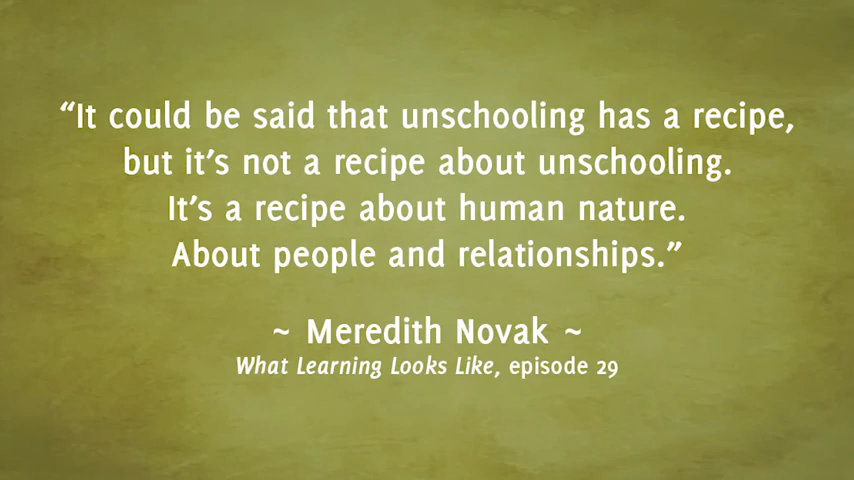 “It could be said that unschooling has a recipe,
but it’s not a recipe about unschooling.
It’s a recipe about human nature.
About people and relationships.”
~ Meredith Novak ~
What Learning Looks Like, episode 29